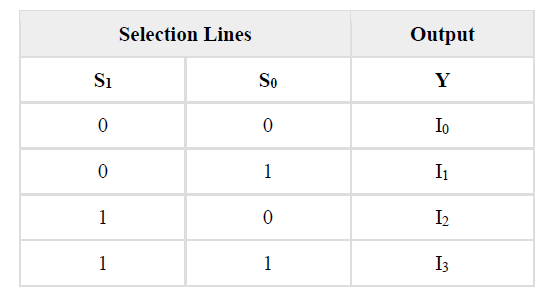 Selection Lines Output
S1 S0 Y
0 0 I0
0 1 I1
1 0 I2
1 1 I3